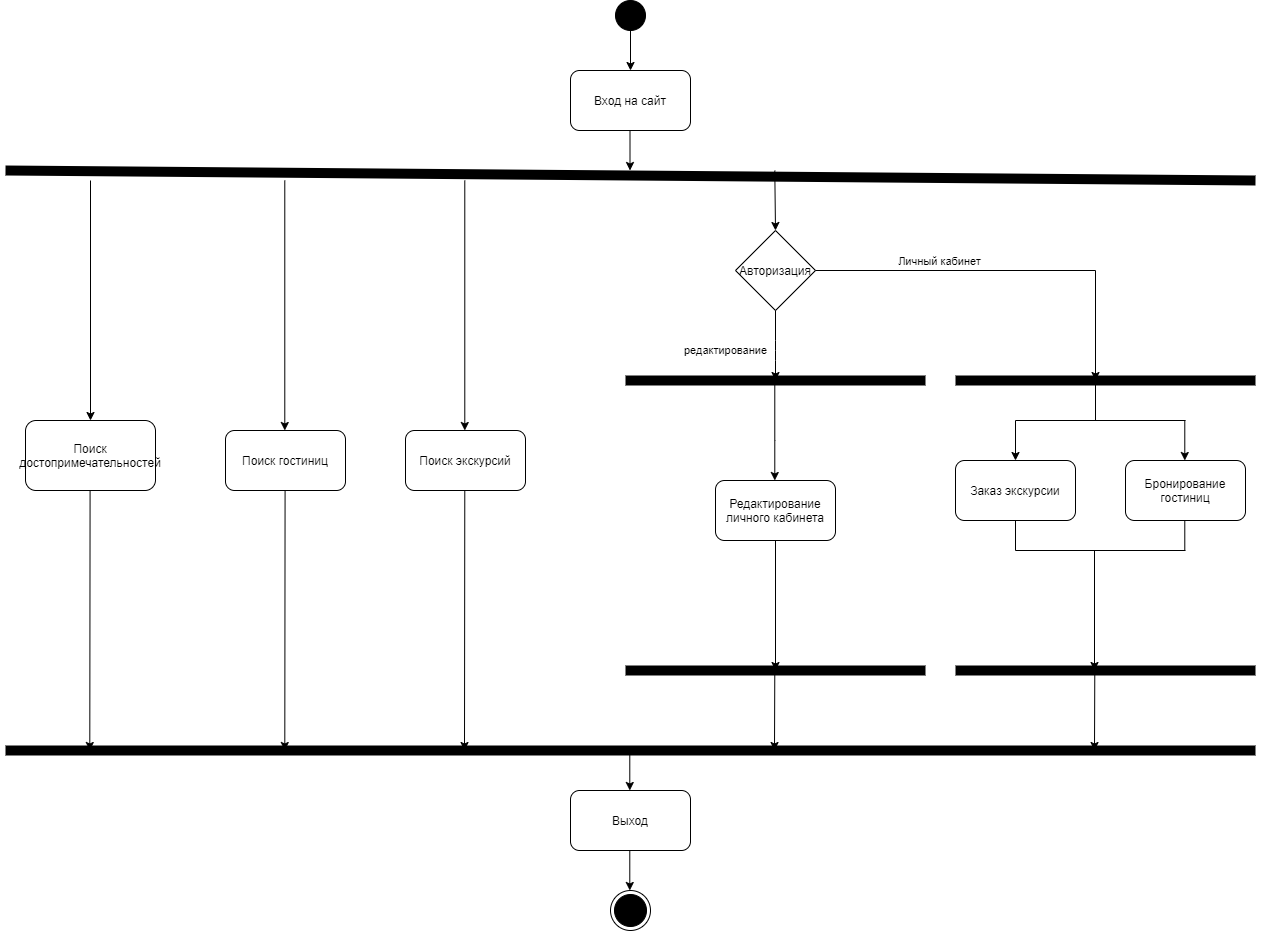 Вход на сайт
Авторизация
Личный кабинет
редактирование
Поиск
достопримечательностей
Поиск гостиниц
Поиск экскурсий
Редактирование
личного кабинета
Заказ экскурсии
Бронирование
гостиниц
Выход